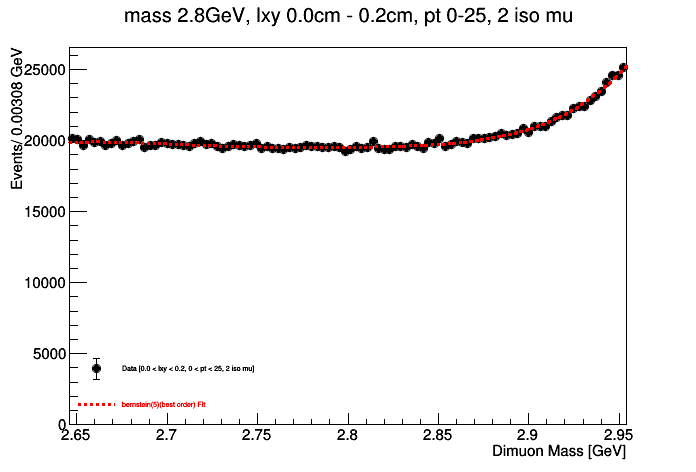 mass 2.8GeV, lxy 0.0cm - 0.2cm, pt 0-25, 2 iso mu
Events/ 0.00308 GeV
25000
20000
15000
10000
5000
0
Data [0.0 < lxy < 0.2, 0 < pt < 25, 2 iso mu]
bernstein(5)(best order) Fit
2.65 2.7 2.75 2.8 2.85 2.9 2.95
Dimuon Mass [GeV]